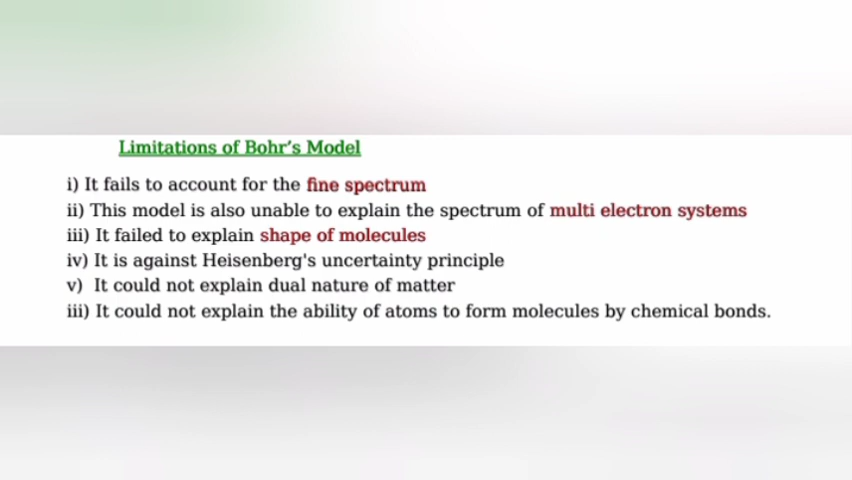 Limitations of Bohr’s Model
i) It fails to account for the fine spectrum
ii) This model is also unable to explain the spectrum of multi electron systems
iii) It failed to explain shape of molecules
iv) It is against Heisenberg's uncertainty principle
v) It could not explain dual nature of matter
iii) It could not explain the ability of atoms to form molecules by chemical bonds.